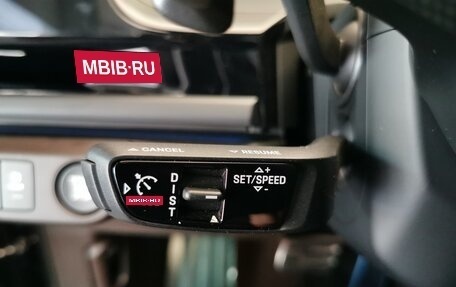 MBIB-RU
△ CANCEL ▽ RESUME
DIST
△+
SET/SPEED
▽-
MBIB-RU